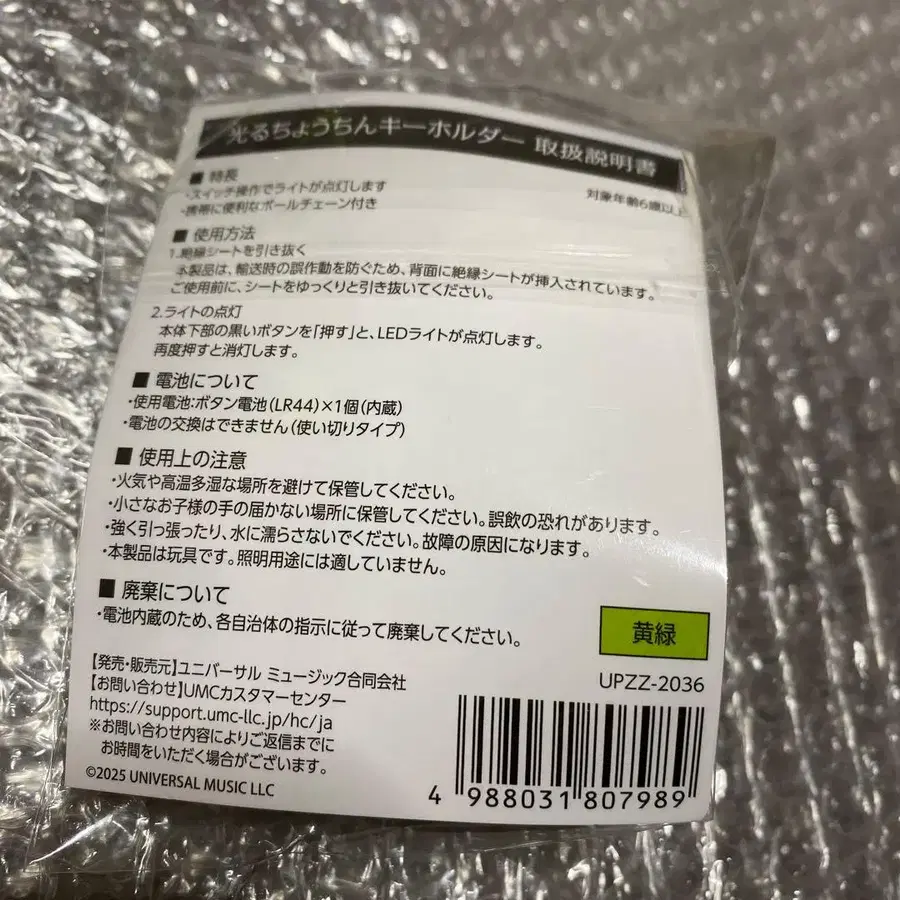 光るちょうちんキーホルダー 取扱説明書
■ 特長
・スイッチ操作でライトが点灯します
・携帯に便利なボールチェーン付き
対象年齢6歳以上
■ 使用方法
1.絶縁シートを引き抜く
本製品は、輸送時の誤作動を防ぐため、背面に絶縁シートが挿入されています。
ご使用前に、シートをゆっくりと引き抜いてください。
2.ライトの点灯
本体下部の黒いボタンを「押す」と、LEDライトが点灯します。
再度押すと消灯します。
■ 電池について
・使用電池:ボタン電池(LR44)×1個(内蔵)
・電池の交換はできません(使い切りタイプ)
■ 使用上の注意
・火気や高温多湿な場所を避けて保管してください。
・小さなお子様の手の届かない場所に保管してください。誤飲の恐れがあります。
・強く引っ張ったり、水に濡らさないでください。故障の原因になります。
・本製品は玩具です。照明用途には適していません。
■ 廃棄について
・電池内蔵のため、各自治体の指示に従って廃棄してください。
黄緑
UPZZ-2036
【発売・販売元】ユニバーサル ミュージック合同会社
【お問い合わせ】UMCカスタマーセンター
https://support.umc-llc.jp/hc/ja
※お問い合わせ内容によりご返信までに
お時間をいただく場合がございます。
©2025 UNIVERSAL MUSIC LLC
4 988031 807989